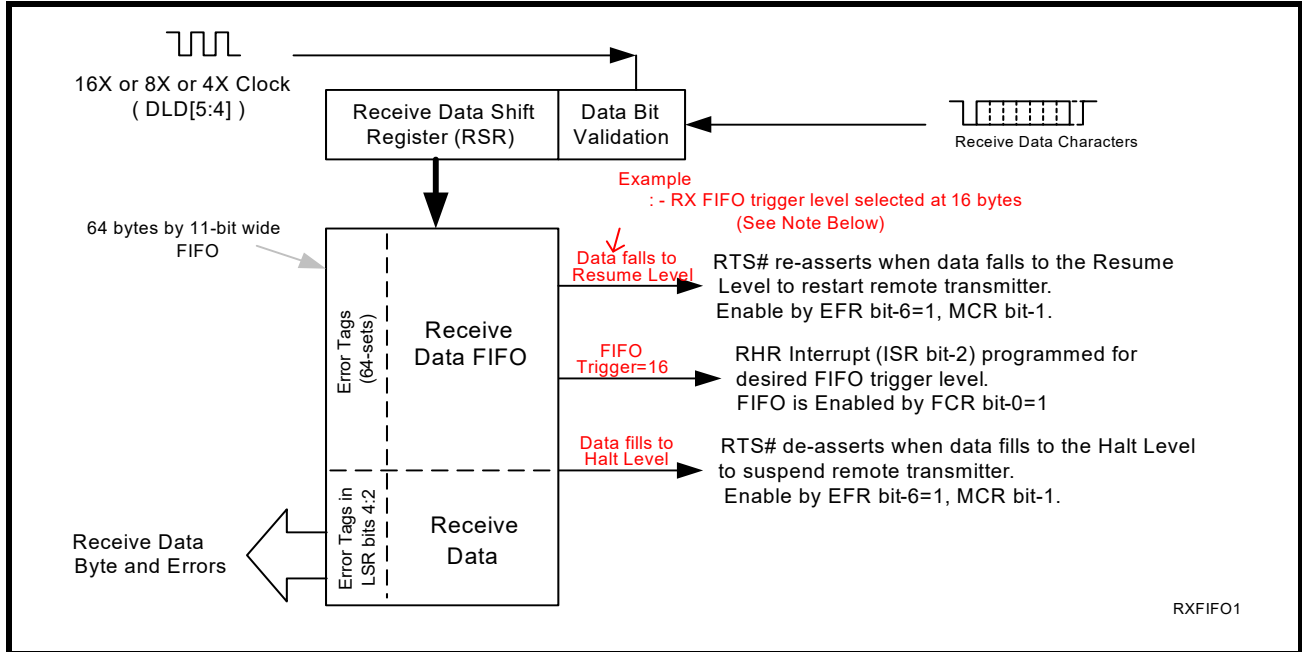 16X or 8X or 4X Clock
( DLD[5:4] )
Receive Data Shift
Register (RSR)
Data Bit
Validation
Receive Data Characters
Example
: - RX FIFO trigger level selected at 16 bytes
(See Note Below)
64 bytes by 11-bit wide
FIFO
Data falls to
Resume Level
RTS# re-asserts when data falls to the Resume
Level to restart remote transmitter.
Enable by EFR bit-6=1, MCR bit-1.
Error Tags
(64-sets)
Receive
Data FIFO
FIFO
Trigger=16
RHR Interrupt (ISR bit-2) programmed for
desired FIFO trigger level.
FIFO is Enabled by FCR bit-0=1
Data fills to
Halt Level
RTS# de-asserts when data fills to the Halt Level
to suspend remote transmitter.
Enable by EFR bit-6=1, MCR bit-1.
Error Tags in
LSR bits 4:2
Receive
Data
Receive Data
Byte and Errors
RXFIFO1